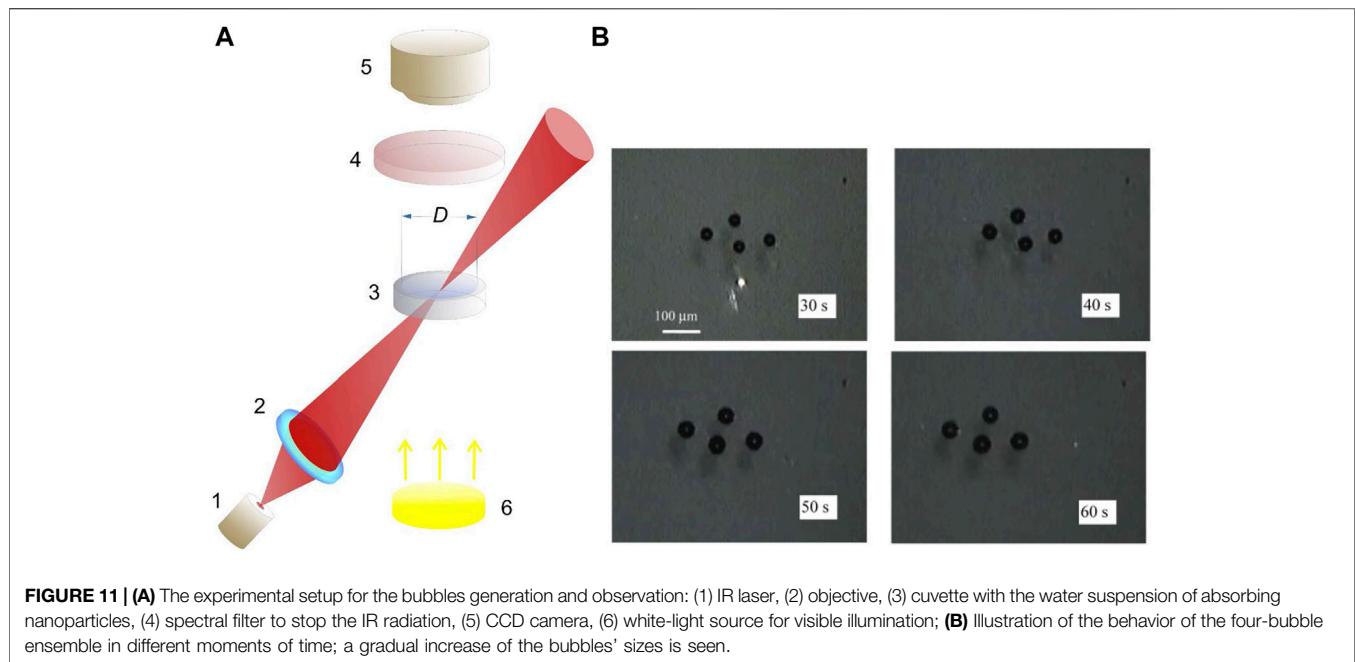 A
B
5
4
D
3
2
1
6
100 µm
30 s
40 s
50 s
60 s
FIGURE 11 | (A) The experimental setup for the bubbles generation and observation: (1) IR laser, (2) objective, (3) cuvette with the water suspension of absorbing
nanoparticles, (4) spectral filter to stop the IR radiation, (5) CCD camera, (6) white-light source for visible illumination; (B) Illustration of the behavior of the four-bubble
ensemble in different moments of time; a gradual increase of the bubbles' sizes is seen.